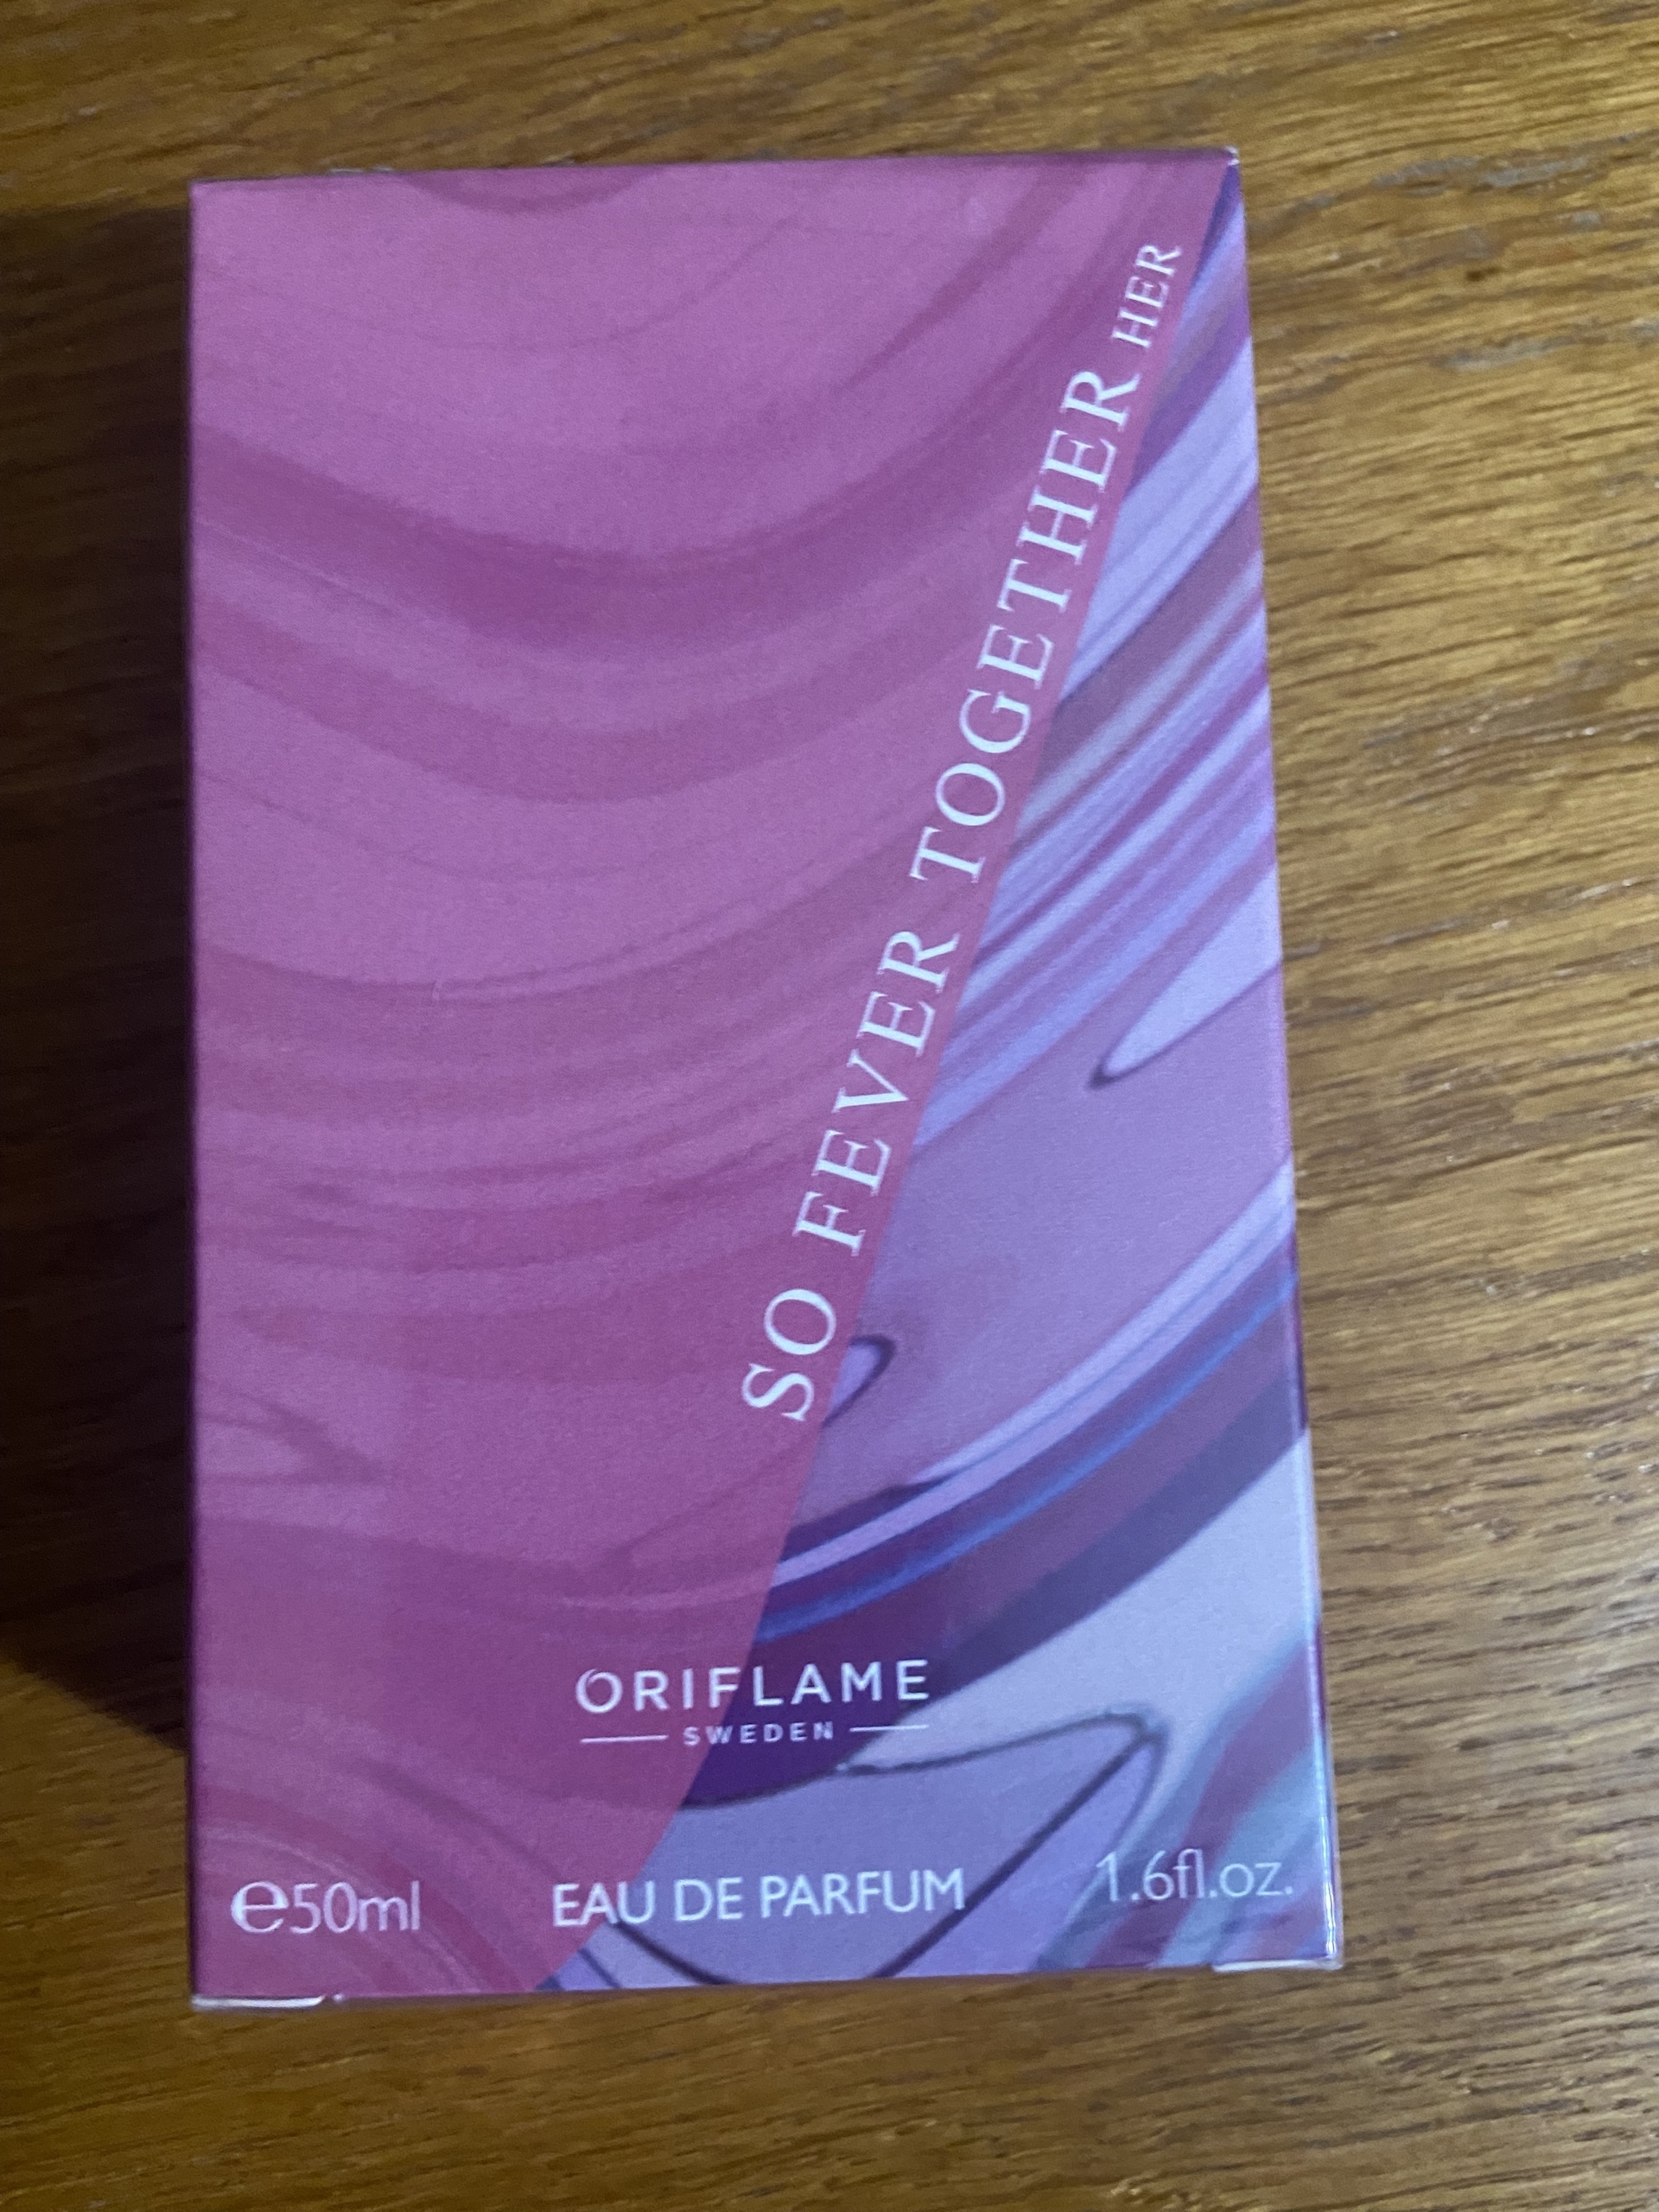 SO FEVER TOGETHER HER
ORIFLAME
SWEDEN
℮50ml EAU DE PARFUM 1.6fl.oz.